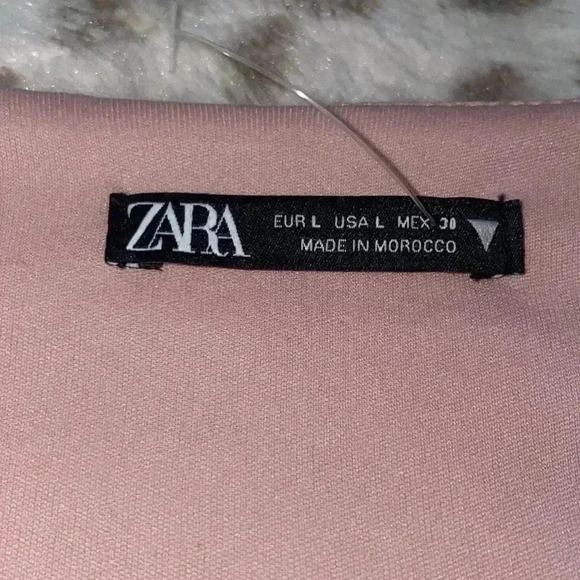 ZARA
EUR L USA L MEX 30
MADE IN MOROCCO